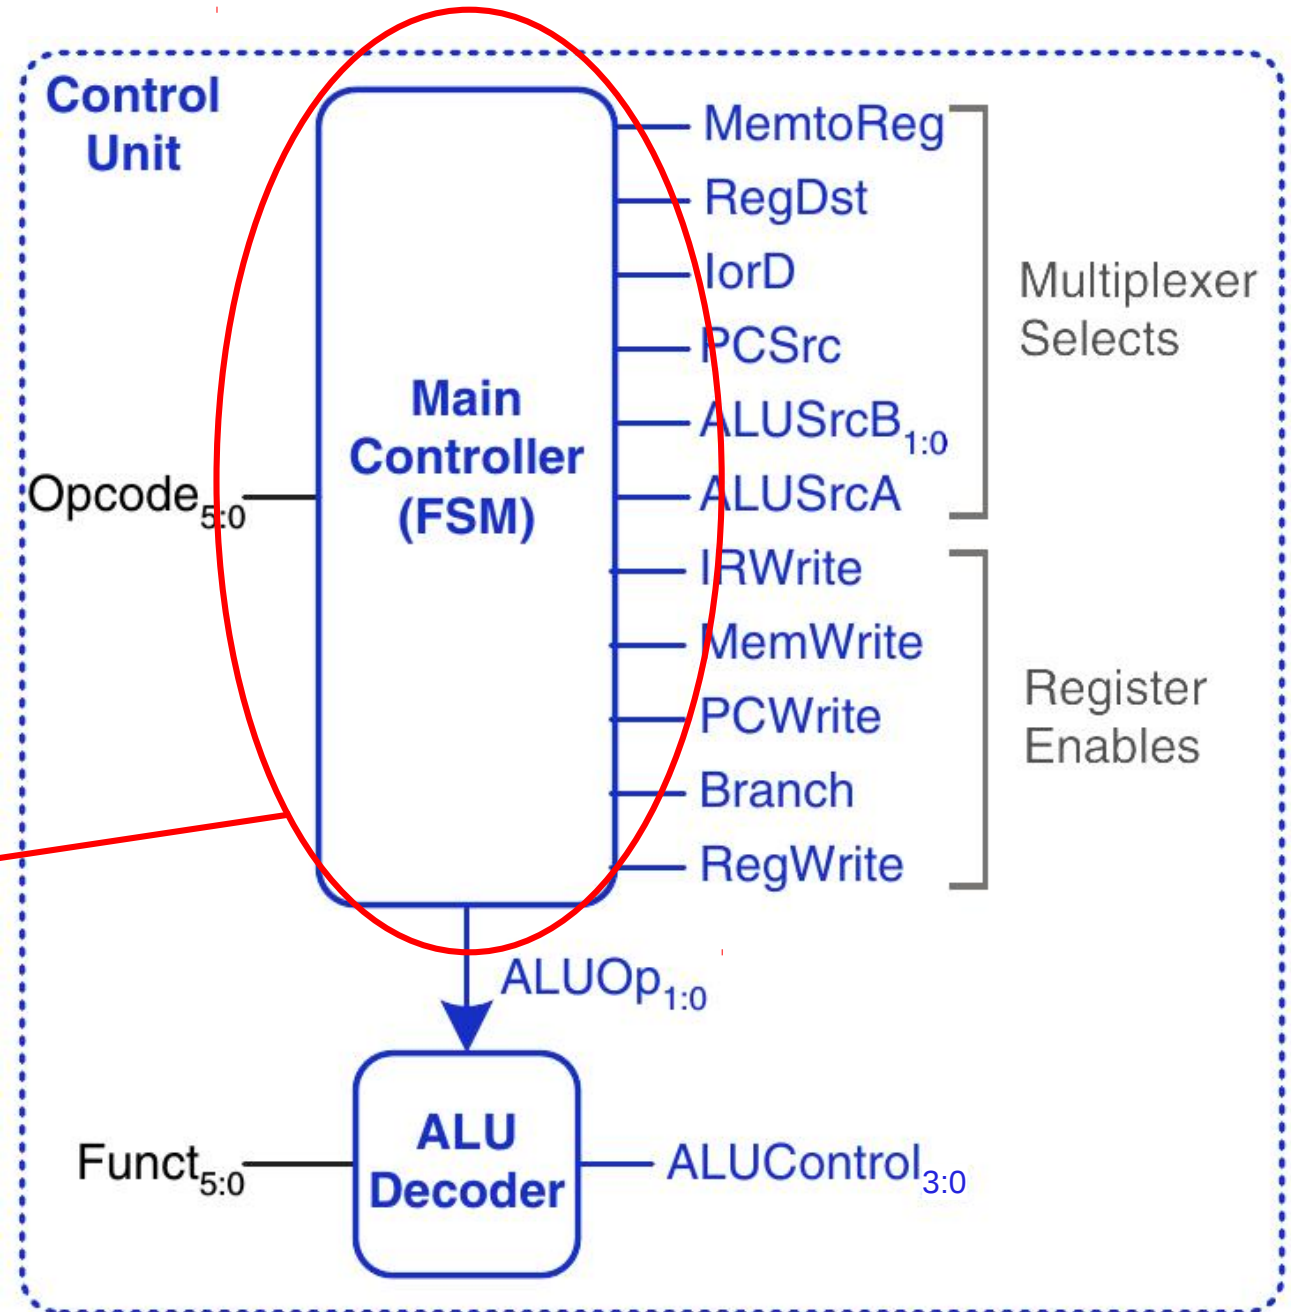 Control
Unit
MemtoReg
RegDst
IorD
PCSrc
ALUSrcB1:0
ALUSrcA
Multiplexer
Selects
Main
Controller
(FSM)
Opcode5:0
IRWrite
MemWrite
PCWrite
Branch
RegWrite
Register
Enables
ALUOp1:0
ALU
Decoder
Funct5:0
ALUControl3:0